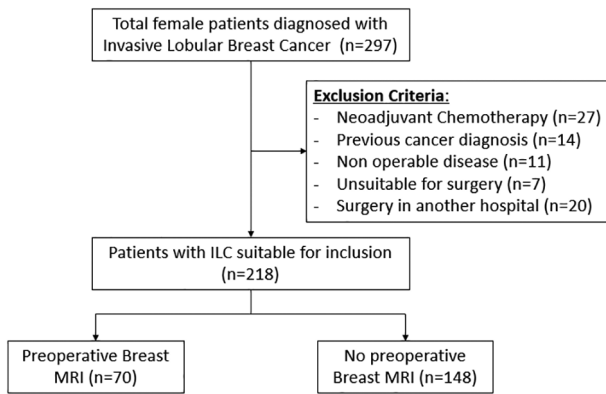 Total female patients diagnosed with
Invasive Lobular Breast Cancer (n=297)
Exclusion Criteria:
- Neoadjuvant Chemotherapy (n=27)
- Previous cancer diagnosis (n=14)
- Non operable disease (n=11)
- Unsuitable for surgery (n=7)
- Surgery in another hospital (n=20)
Patients with ILC suitable for inclusion
(n=218)
Preoperative Breast
MRI (n=70)
No preoperative
Breast MRI (n=148)